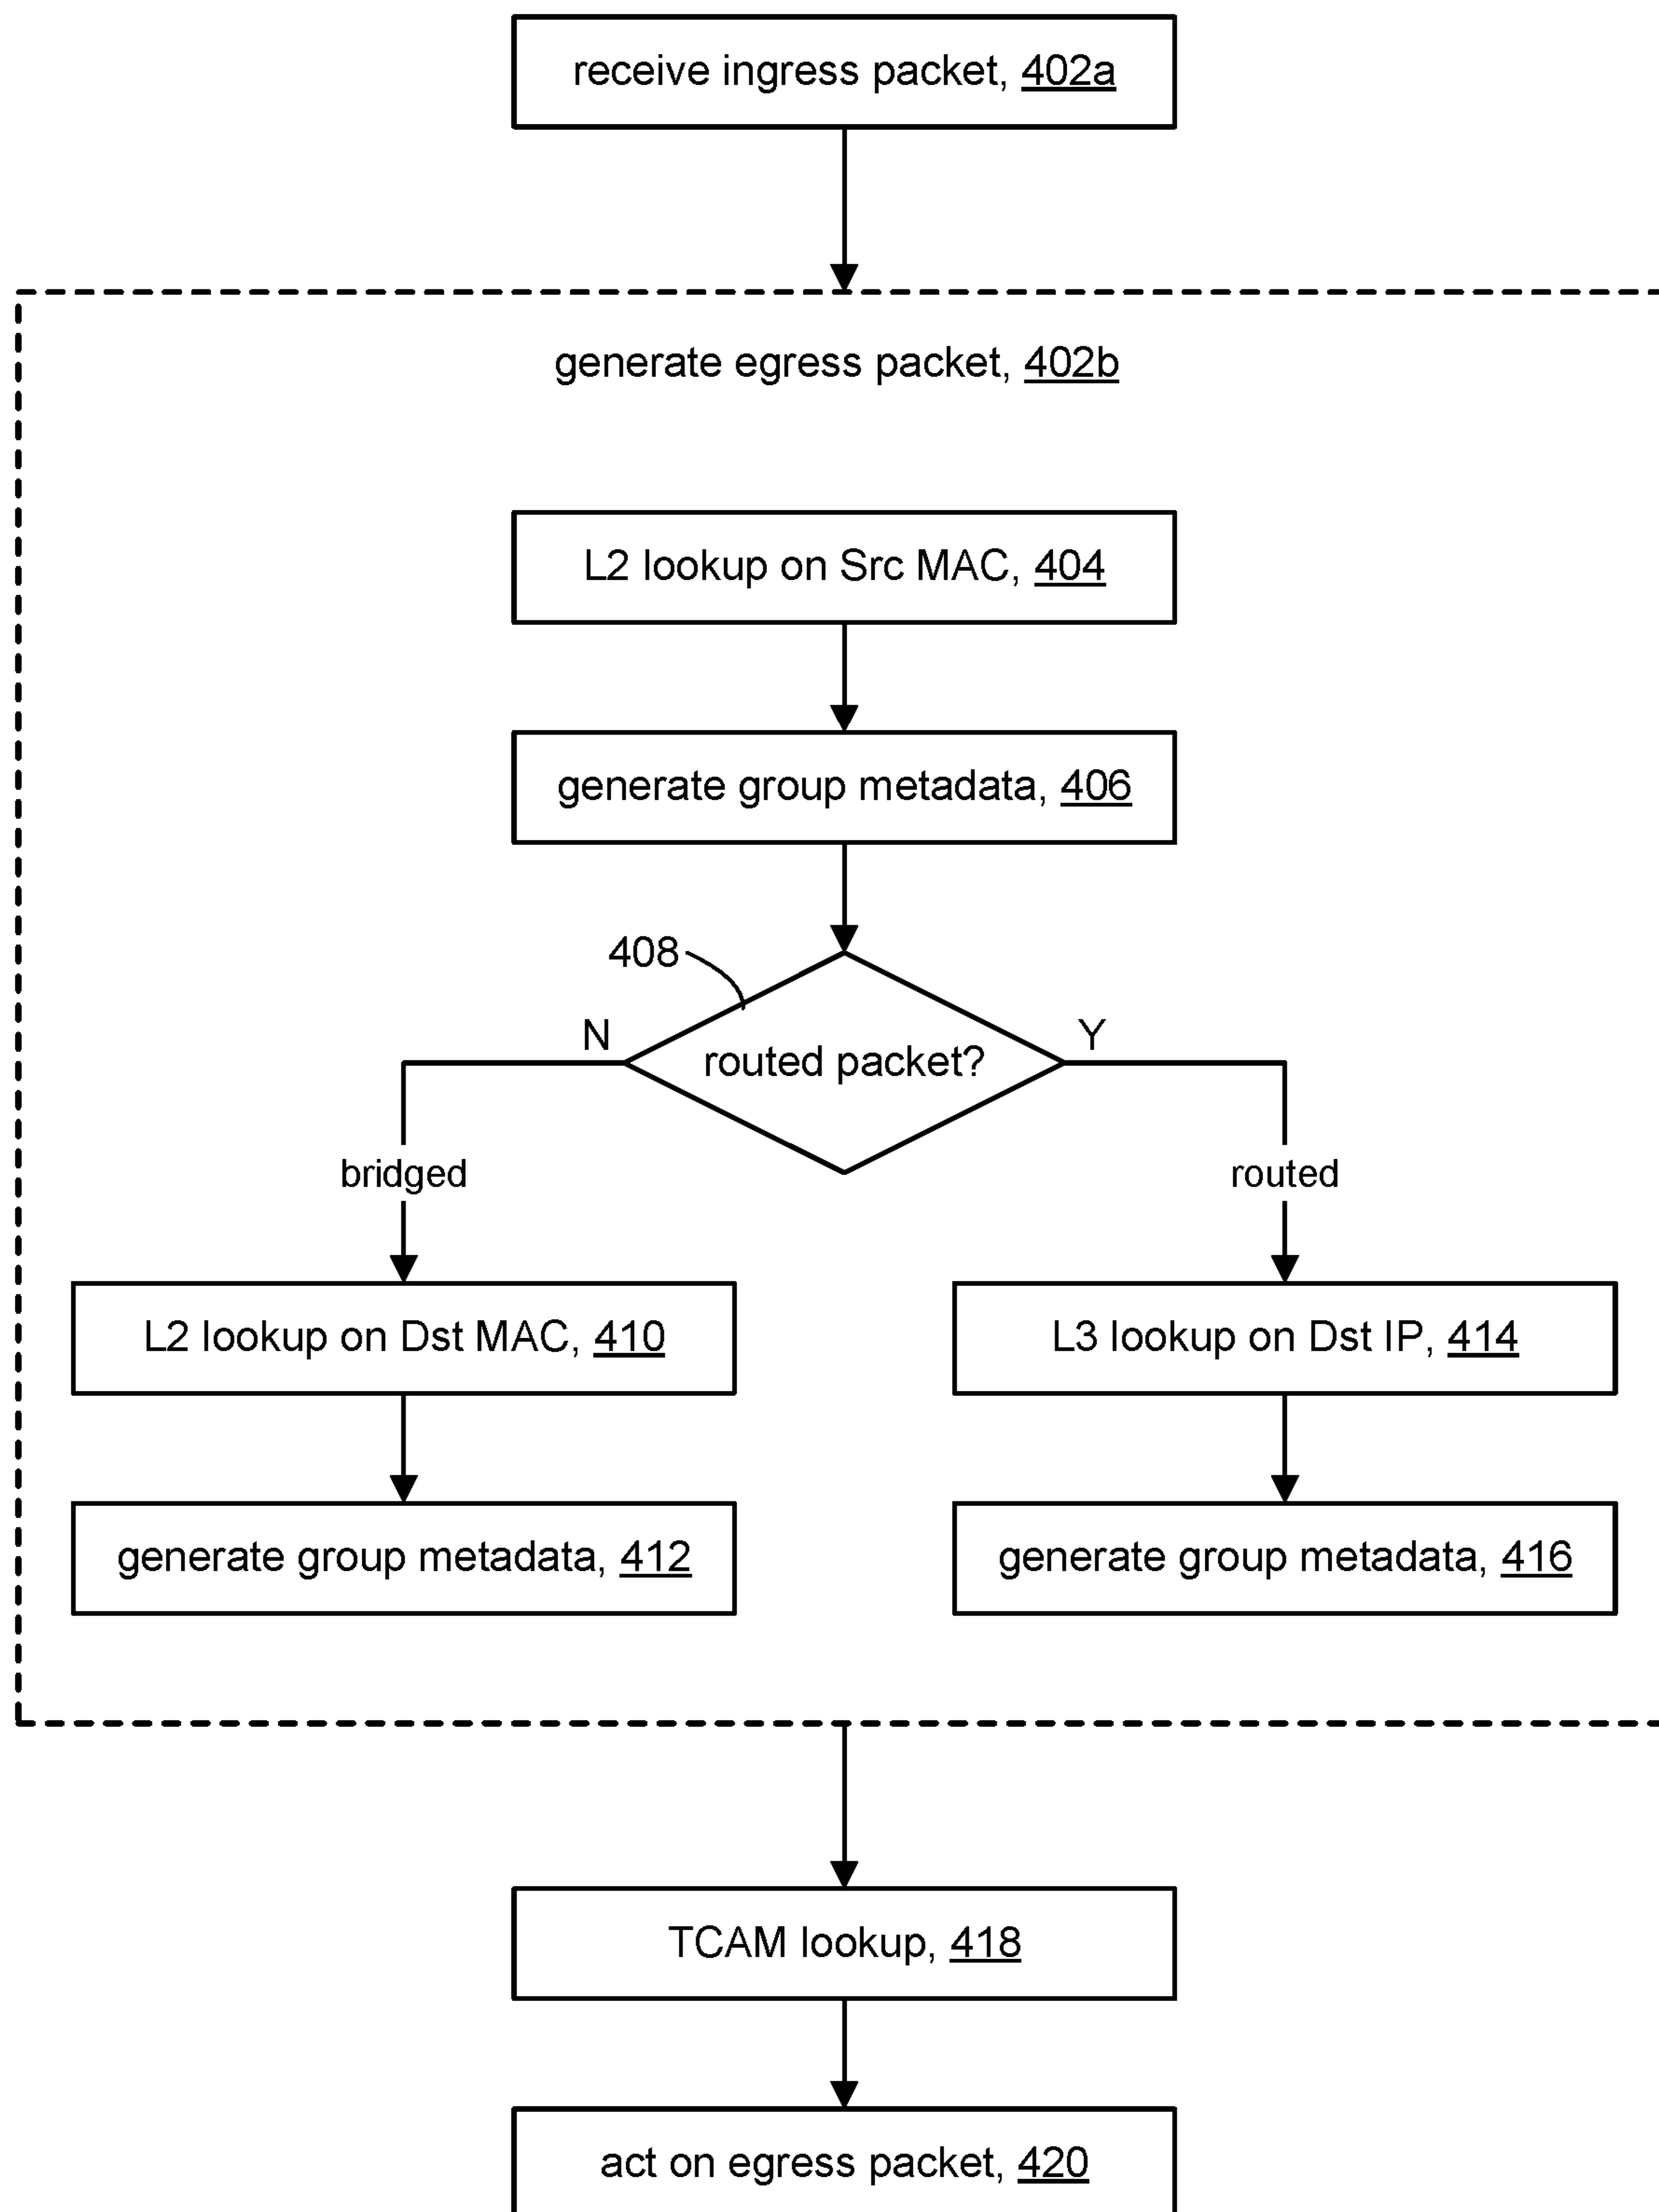 receive ingress packet, 402a
generate egress packet, 402b
L2 lookup on Src MAC, 404
generate group metadata, 406
408
N
Y
routed packet?
bridged
routed
L2 lookup on Dst MAC, 410
L3 lookup on Dst IP, 414
generate group metadata, 412
generate group metadata, 416
TCAM lookup, 418
act on egress packet, 420